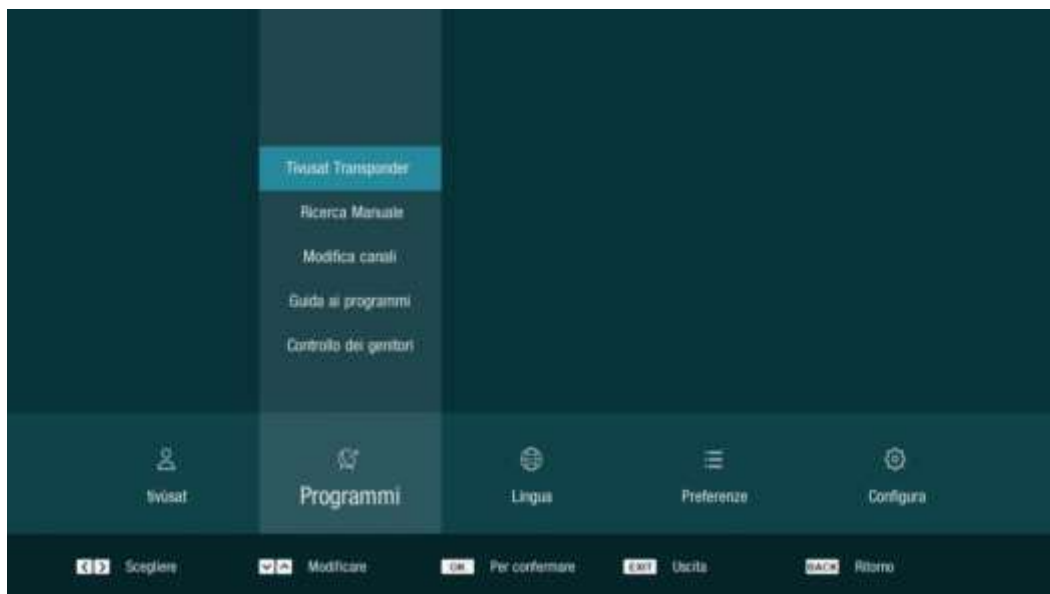 Tivusat Transponder
Ricerca Manuale
Modifica canali
Guida ai programmi
Controllo dei genitori
tivùsat Programmi Lingua Preferenze Configura
Scegliere Modificare OK Per confermare EXIT Uscita BACK Ritorno